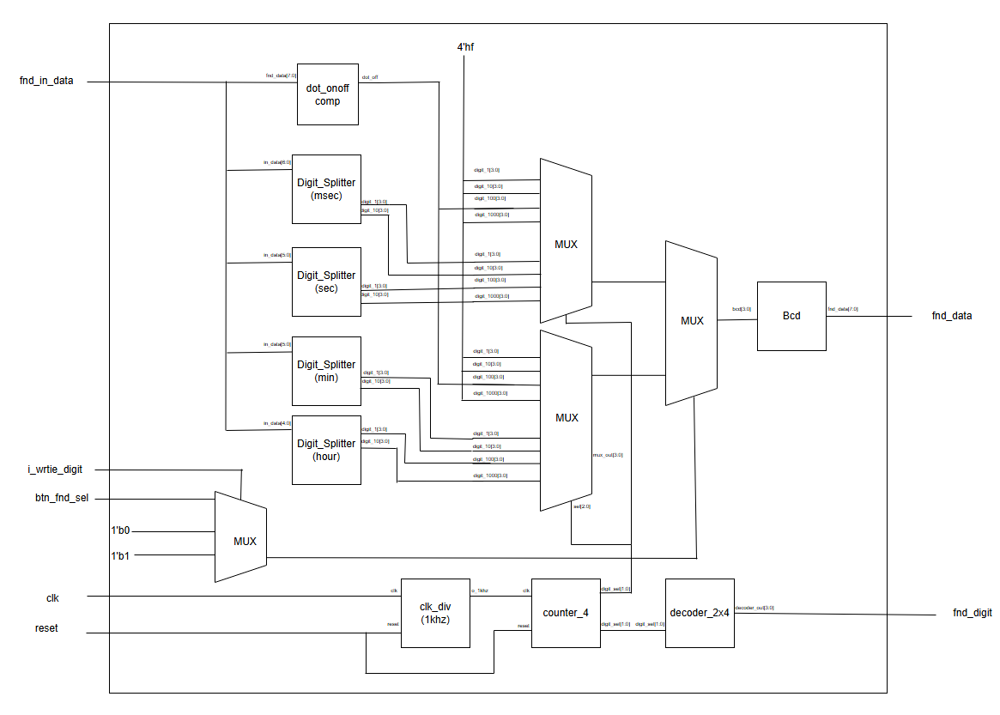 4'hf
fnd_in_data
fnd_data[7:0]
dot_off
dot_onoff
comp
in_data[6:0]
Digit_Splitter
(msec)
digit_1[3:0]
digit_10[3:0]
in_data[5:0]
Digit_Splitter
(sec)
digit_1[3:0]
digit_10[3:0]
in_data[5:0]
Digit_Splitter
(min)
digit_1[3:0]
digit_10[3:0]
in_data[4:0]
Digit_Splitter
(hour)
digit_1[3:0]
digit_10[3:0]
digit_1[3:0]
digit_10[3:0]
digit_100[3:0]
digit_1000[3:0]
MUX
digit_1[3:0]
digit_10[3:0]
digit_100[3:0]
digit_1000[3:0]
digit_1[3:0]
digit_10[3:0]
digit_100[3:0]
digit_1000[3:0]
MUX
digit_1[3:0]
digit_10[3:0]
digit_100[3:0]
digit_1000[3:0]
mux_out[3:0]
sel[2:0]
MUX
bcd[3:0]
Bcd
fnd_data[7:0]
fnd_data
i_wrtie_digit
btn_fnd_sel
1'b0
1'b1
MUX
clk
reset
clk
reset
clk_div
(1khz)
o_1khz
clk
reset
counter_4
digit_sel[1:0]
digit_sel[1:0]
digit_sel[1:0]
decoder_2x4
decoder_out[3:0]
fnd_digit